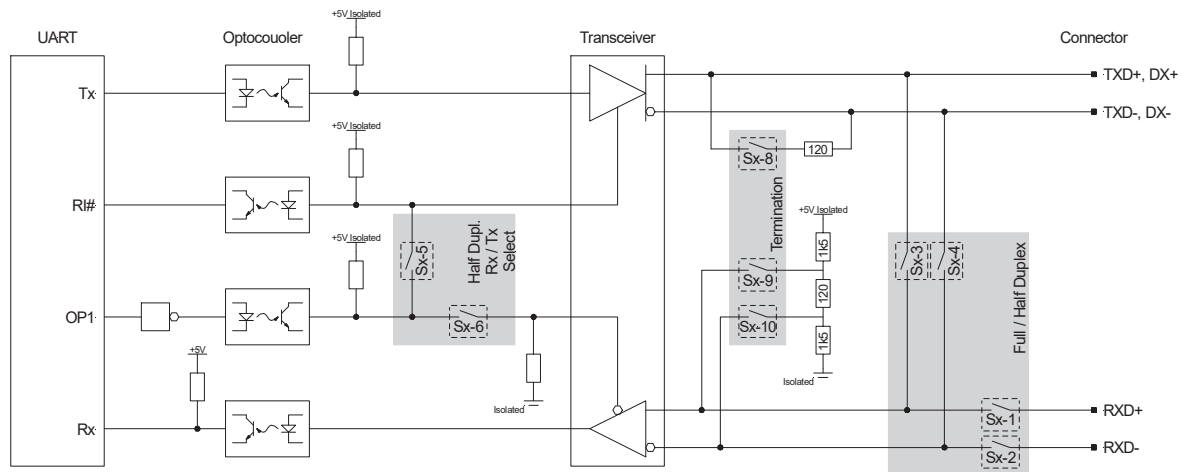 +5V Isolated
UART
Optocouoler
Transceiver
Connector
Tx
TXD+, DX+
+5V Isolated
TXD-, DX-
Sx-8
120
RI#
Termination
+5V Isolated
1k5
+5V Isolated
Sx-5
Half Dupl.
Rx / Tx
Select
Sx-3
Sx-4
Sx-9
120
OP1
Sx-6
Sx-10
1k5
Full / Half Duplex
+5V
Isolated
Isolated
Sx-1
RXD+
Rx
Sx-2
RXD-